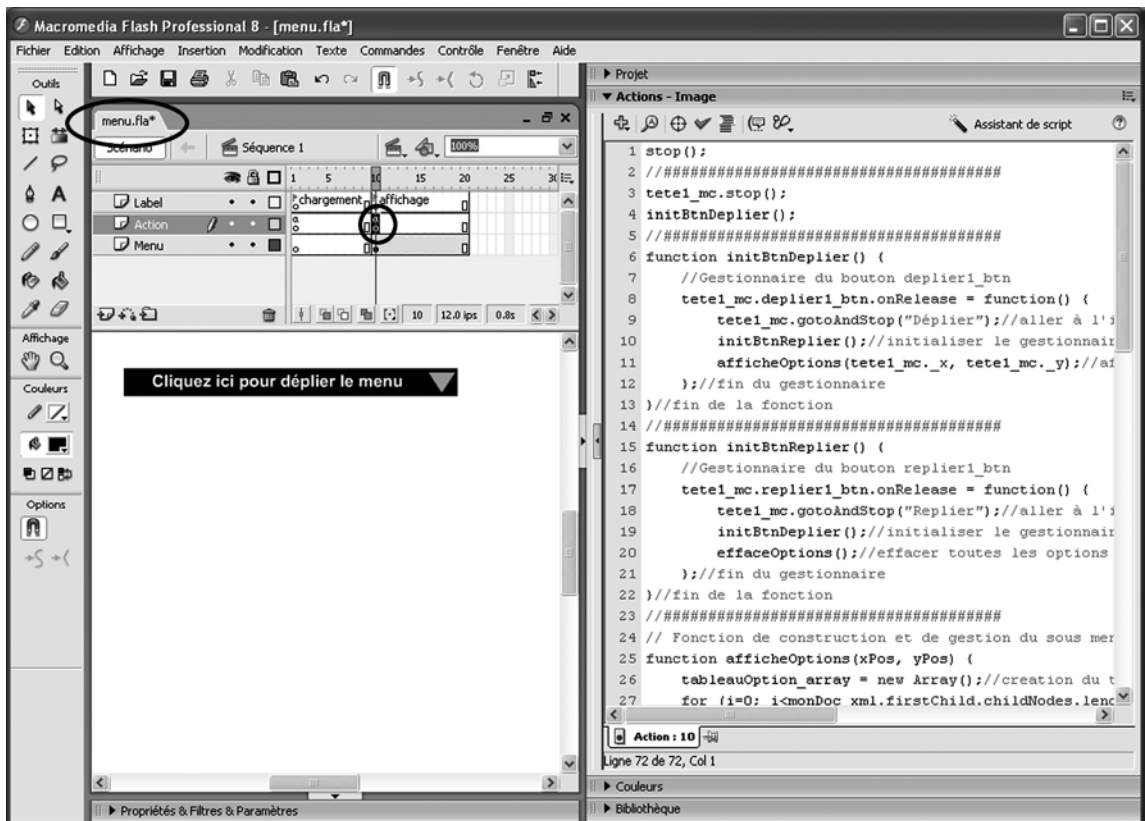 Macromedia Flash Professional 8 - [menu.fla*]
Fichier Edition Affichage Insertion Modification Texte Commandes Contrôle Fenêtre Aide
Outils
menu.fla*
Scénario
Séquence 1
100%
1 5 10 15 20 25 30
Label
chargement
affichage
Action
Menu
10 12.0 ips 0.8s
Affichage
Couleurs
Options
Cliquez ici pour déplier le menu
Propriétés & Filtres & Paramètres
Projet
Actions - Image
Assistant de script
1 stop();
2 //######################################
3 tete1_mc.stop();
4 initBtnDeplier();
5 //######################################
6 function initBtnDeplier() {
7 //Gestionnaire du bouton deplier1_btn
8 tete1_mc.deplier1_btn.onRelease = function() {
9 tete1_mc.gotoAndStop("Déplier");//aller à l'i
10 initBtnReplier();//initialiser le gestionnair
11 afficheOptions(tete1_mc._x, tete1_mc._y);//af
12 };//fin du gestionnaire
13 }//fin de la fonction
14 //######################################
15 function initBtnReplier() {
16 //Gestionnaire du bouton replier1_btn
17 tete1_mc.replier1_btn.onRelease = function() {
18 tete1_mc.gotoAndStop("Replier");//aller à l'i
19 initBtnDeplier();//initialiser le gestionnair
20 effaceOptions();//effacer toutes les options
21 };//fin du gestionnaire
22 }//fin de la fonction
23 //######################################
24 // Fonction de construction et de gestion du sous mer
25 function afficheOptions(xPos, yPos) {
26 tableauOption_array = new Array();//creation du t
27 for (i=0; i<monDoc_xml.firstChild.childNodes.leng
Action : 10
Ligne 72 de 72, Col 1
Couleurs
Bibliothèque